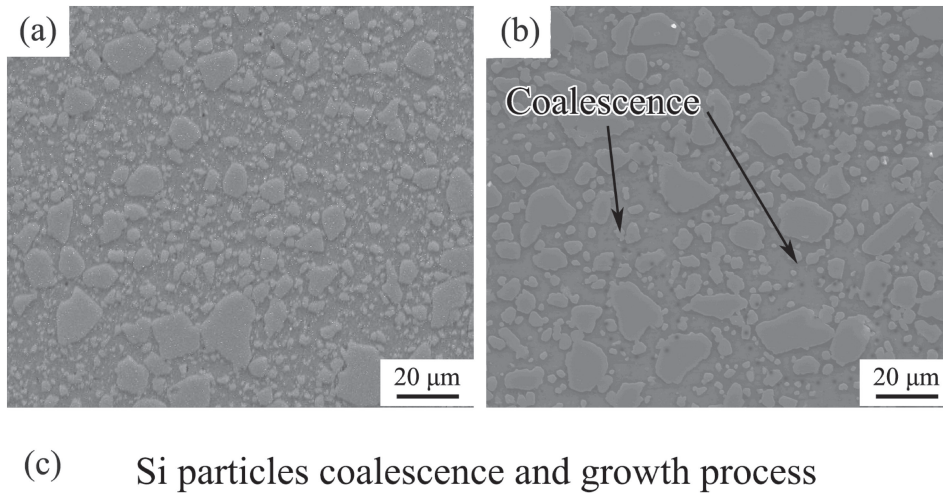 (a)
(b)
Coalescence
20 μm
20 μm
(c) Si particles coalescence and growth process